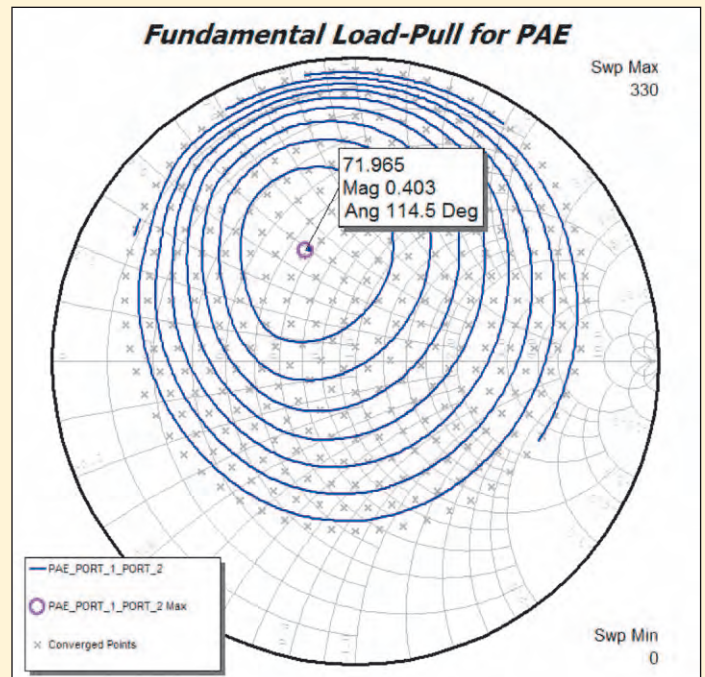 Fundamental Load-Pull for PAE
Swp Max
330
71.965
Mag 0.403
Ang 114.5 Deg
PAE_PORT_1_PORT_2
PAE_PORT_1_PORT_2 Max
Converged Points
Swp Min
0